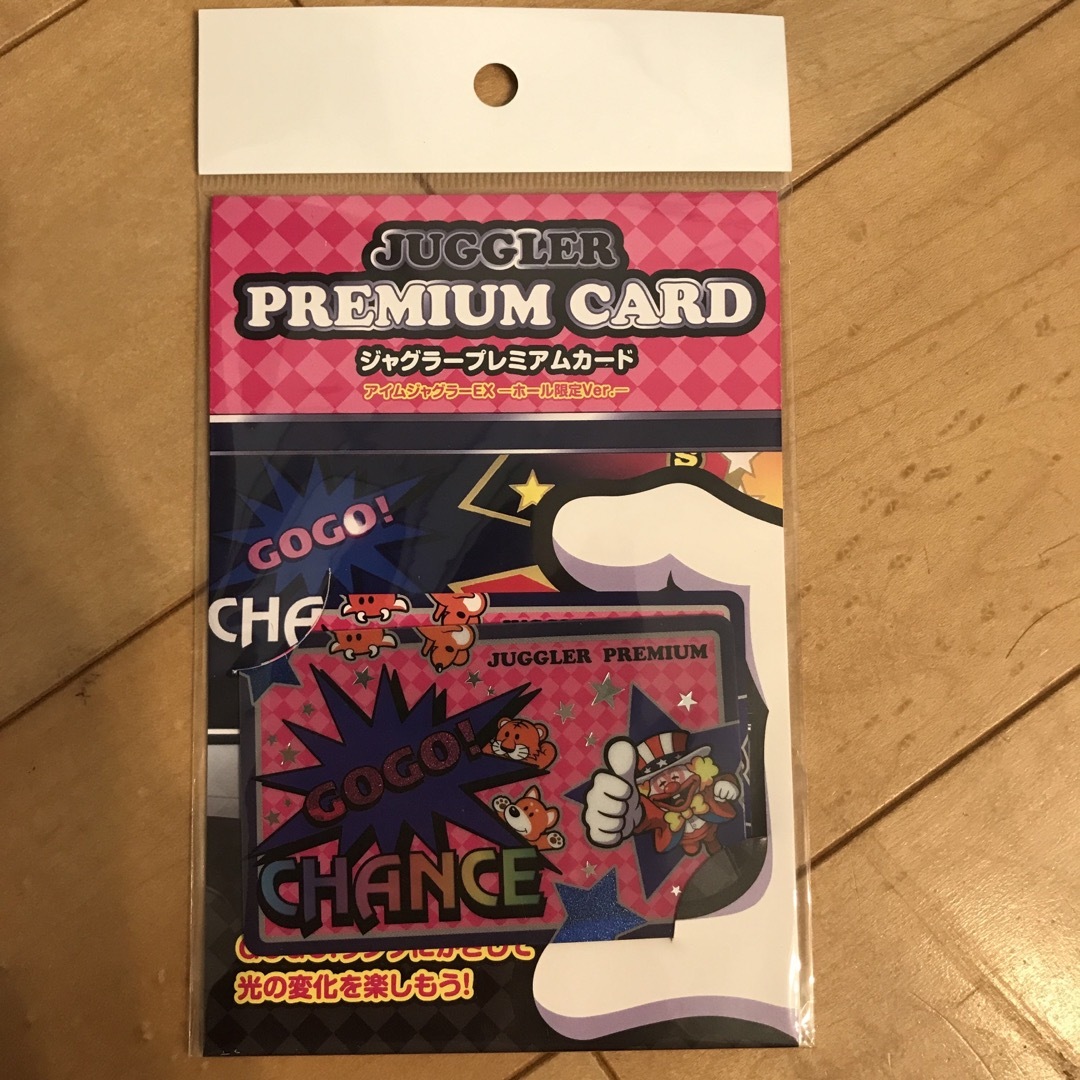 JUGGLER
PREMIUM CARD
ジャグラープレミアムカード
アイムジャグラーEX －ホール限定Ver.－
S
GOGO!
CHA
JUGGLER PREMIUM
GOGO!
CHANCE
光の変化を楽しもう!